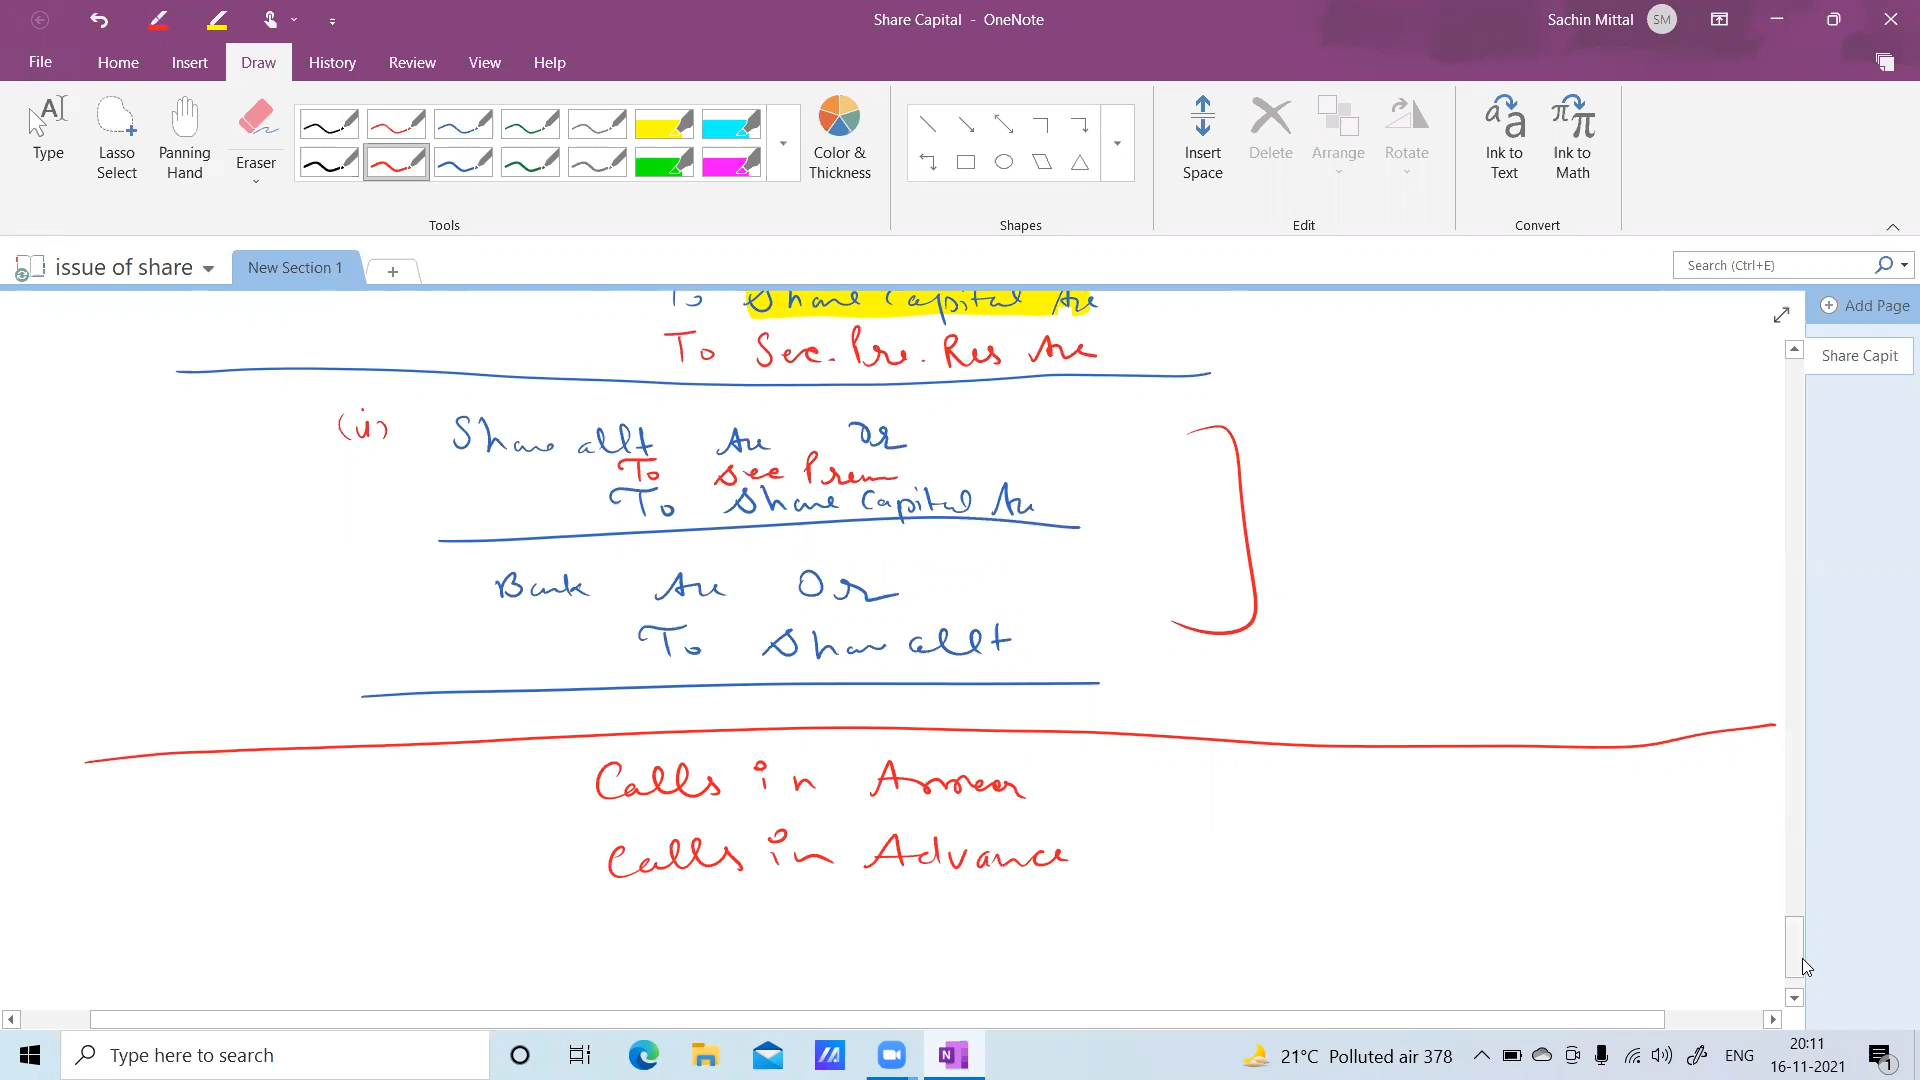 Share Capital - OneNote
Sachin Mittal SM
File Home Insert Draw History Review View Help
Type
Lasso Select
Panning Hand
Eraser
Color & Thickness
Insert Space
Delete
Arrange
Rotate
Ink to Text
Ink to Math
Tools
Shapes
Edit
Convert
issue of share
New Section 1
Search (Ctrl+E)
Add Page
Share Capit
To Share Capital A/c
To Sec. Pre. Res A/c
(ii) Share allt A/c Dr
To sec Prem
To Share Capital A/c
Bank A/c Dr
To Share allt
Calls in Arrear
Calls in Advance
Type here to search
21°C Polluted air 378
ENG
20:11
16-11-2021
1